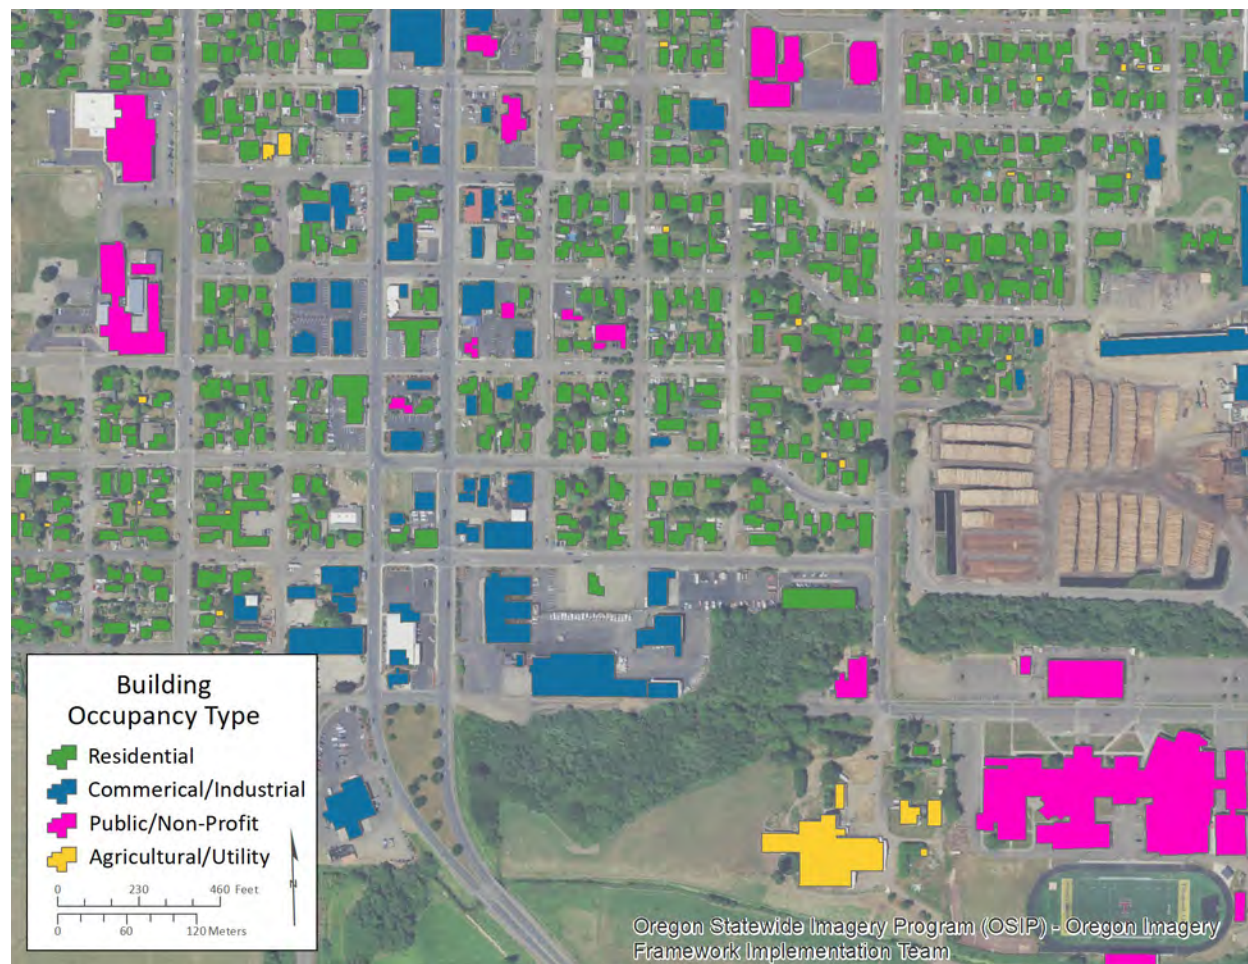 Building
Occupancy Type
Residential
Commerical/Industrial
Public/Non-Profit
Agricultural/Utility
0 230 460 Feet
0 60 120 Meters
N
Oregon Statewide Imagery Program (OSIP) - Oregon Imagery
Framework Implementation Team